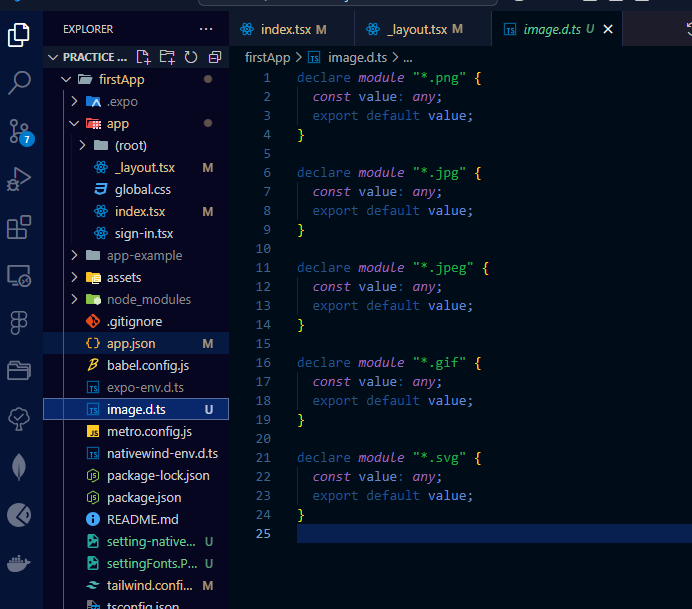 EXPLORER
index.tsx M
_layout.tsx M
image.d.ts U
PRACTICE ...
firstApp > image.d.ts > ...
firstApp
.expo
app
(root)
_layout.tsx M
global.css
index.tsx M
sign-in.tsx
app-example
assets
node_modules
.gitignore
app.json M
babel.config.js
expo-env.d.ts
image.d.ts U
metro.config.js
nativewind-env.d.ts
package-lock.json
package.json
README.md
setting-native... U
settingFonts.P... U
tailwind.confi... M
tsconfig.json
7
1 declare module "*.png" {
2 const value: any;
3 export default value;
4 }
5
6 declare module "*.jpg" {
7 const value: any;
8 export default value;
9 }
10
11 declare module "*.jpeg" {
12 const value: any;
13 export default value;
14 }
15
16 declare module "*.gif" {
17 const value: any;
18 export default value;
19 }
20
21 declare module "*.svg" {
22 const value: any;
23 export default value;
24 }
25